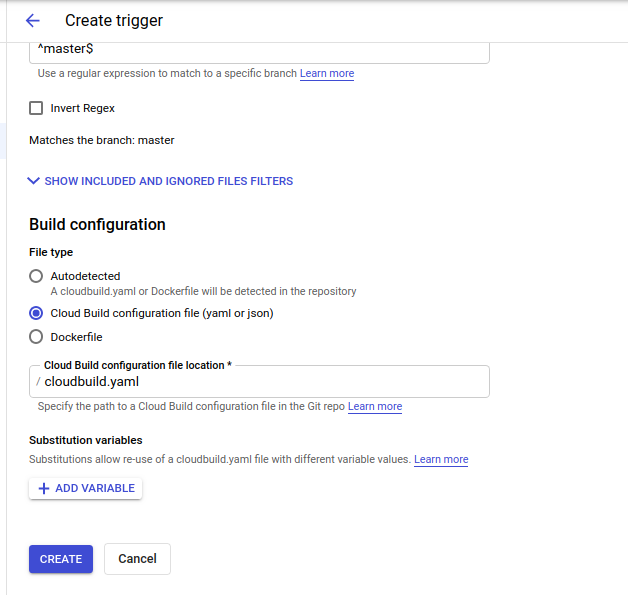 Create trigger
^master$
Use a regular expression to match to a specific branch Learn more
Invert Regex
Matches the branch: master
SHOW INCLUDED AND IGNORED FILES FILTERS
Build configuration
File type
Autodetected
A cloudbuild.yaml or Dockerfile will be detected in the repository
Cloud Build configuration file (yaml or json)
Dockerfile
Cloud Build configuration file location *
/ cloudbuild.yaml
Specify the path to a Cloud Build configuration file in the Git repo Learn more
Substitution variables
Substitutions allow re-use of a cloudbuild.yaml file with different variable values. Learn more
+ ADD VARIABLE
CREATE Cancel